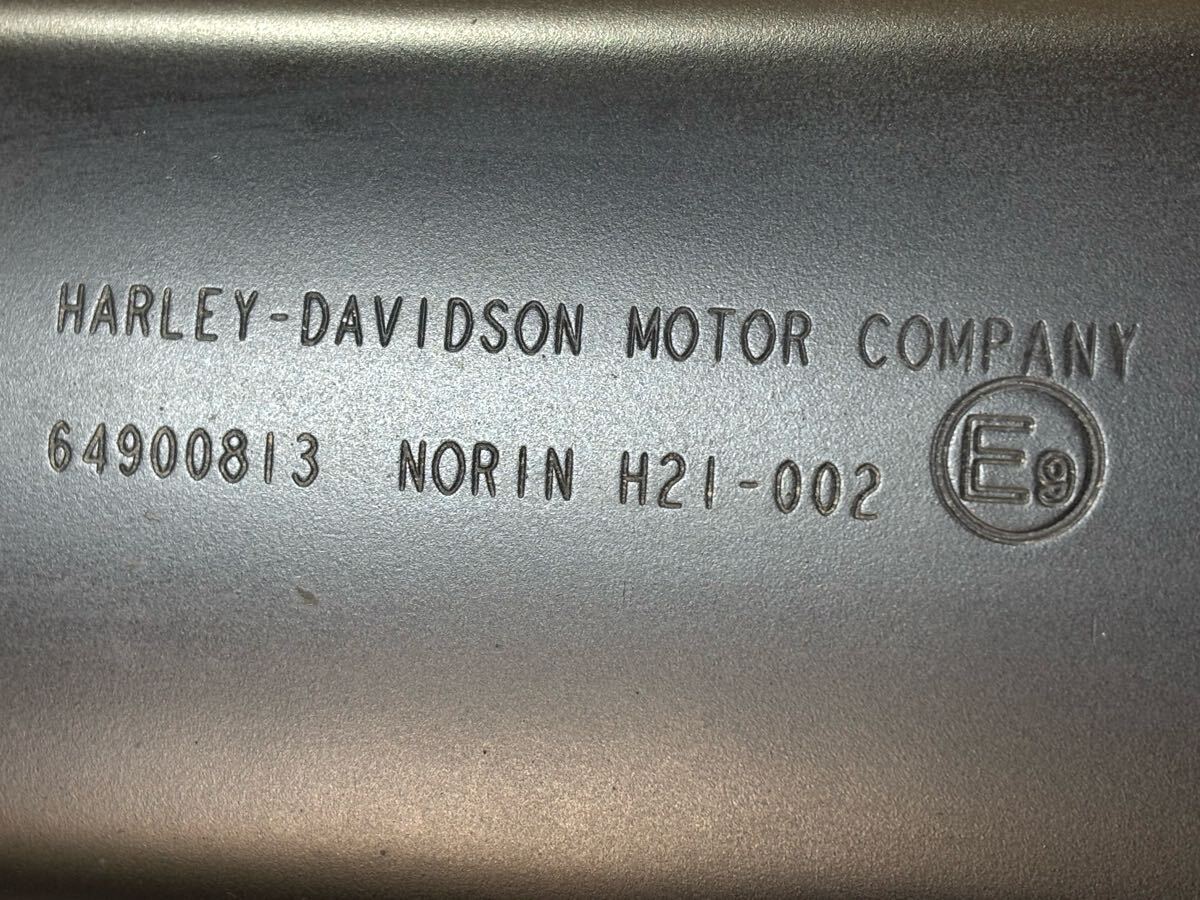 HARLEY-DAVIDSON MOTOR COMPANY
64900813 NORIN H21-002 E9